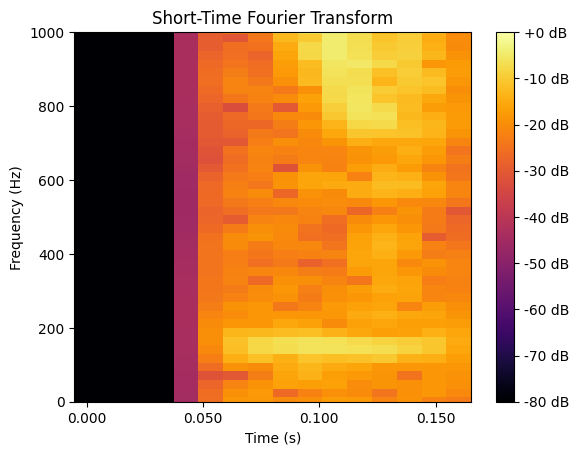 Short-Time Fourier Transform
1000
800
600
400
200
0
Frequency (Hz)
0.000
0.050
0.100
0.150
Time (s)
+0 dB
-10 dB
-20 dB
-30 dB
-40 dB
-50 dB
-60 dB
-70 dB
-80 dB